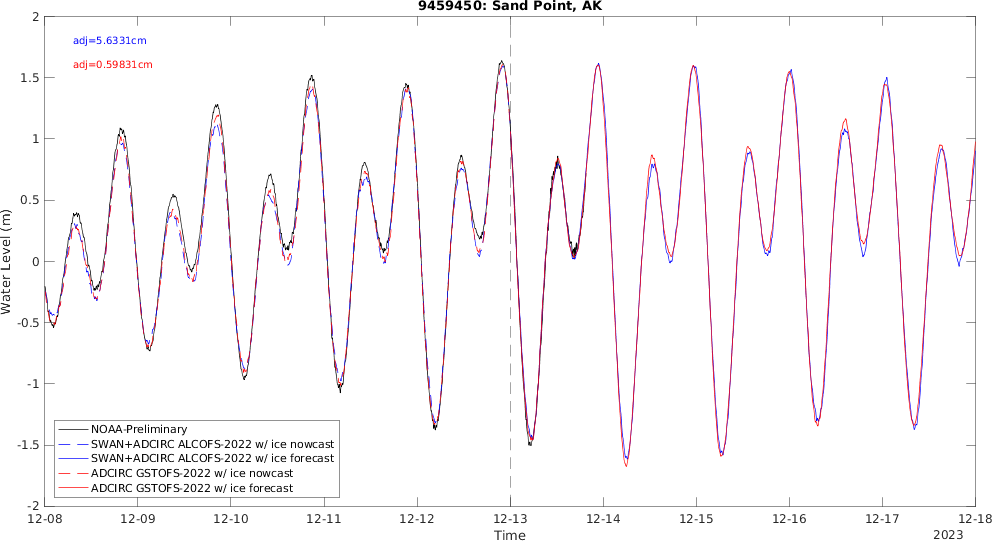 9459450: Sand Point, AK
adj=5.6331cm
adj=0.59831cm
Water Level (m)
2
1.5
1
0.5
0
-0.5
-1
-1.5
-2
NOAA-Preliminary
SWAN+ADCIRC ALCOFS-2022 w/ ice nowcast
SWAN+ADCIRC ALCOFS-2022 w/ ice forecast
ADCIRC GSTOFS-2022 w/ ice nowcast
ADCIRC GSTOFS-2022 w/ ice forecast
12-08 12-09 12-10 12-11 12-12 12-13 12-14 12-15 12-16 12-17 12-18
Time
2023